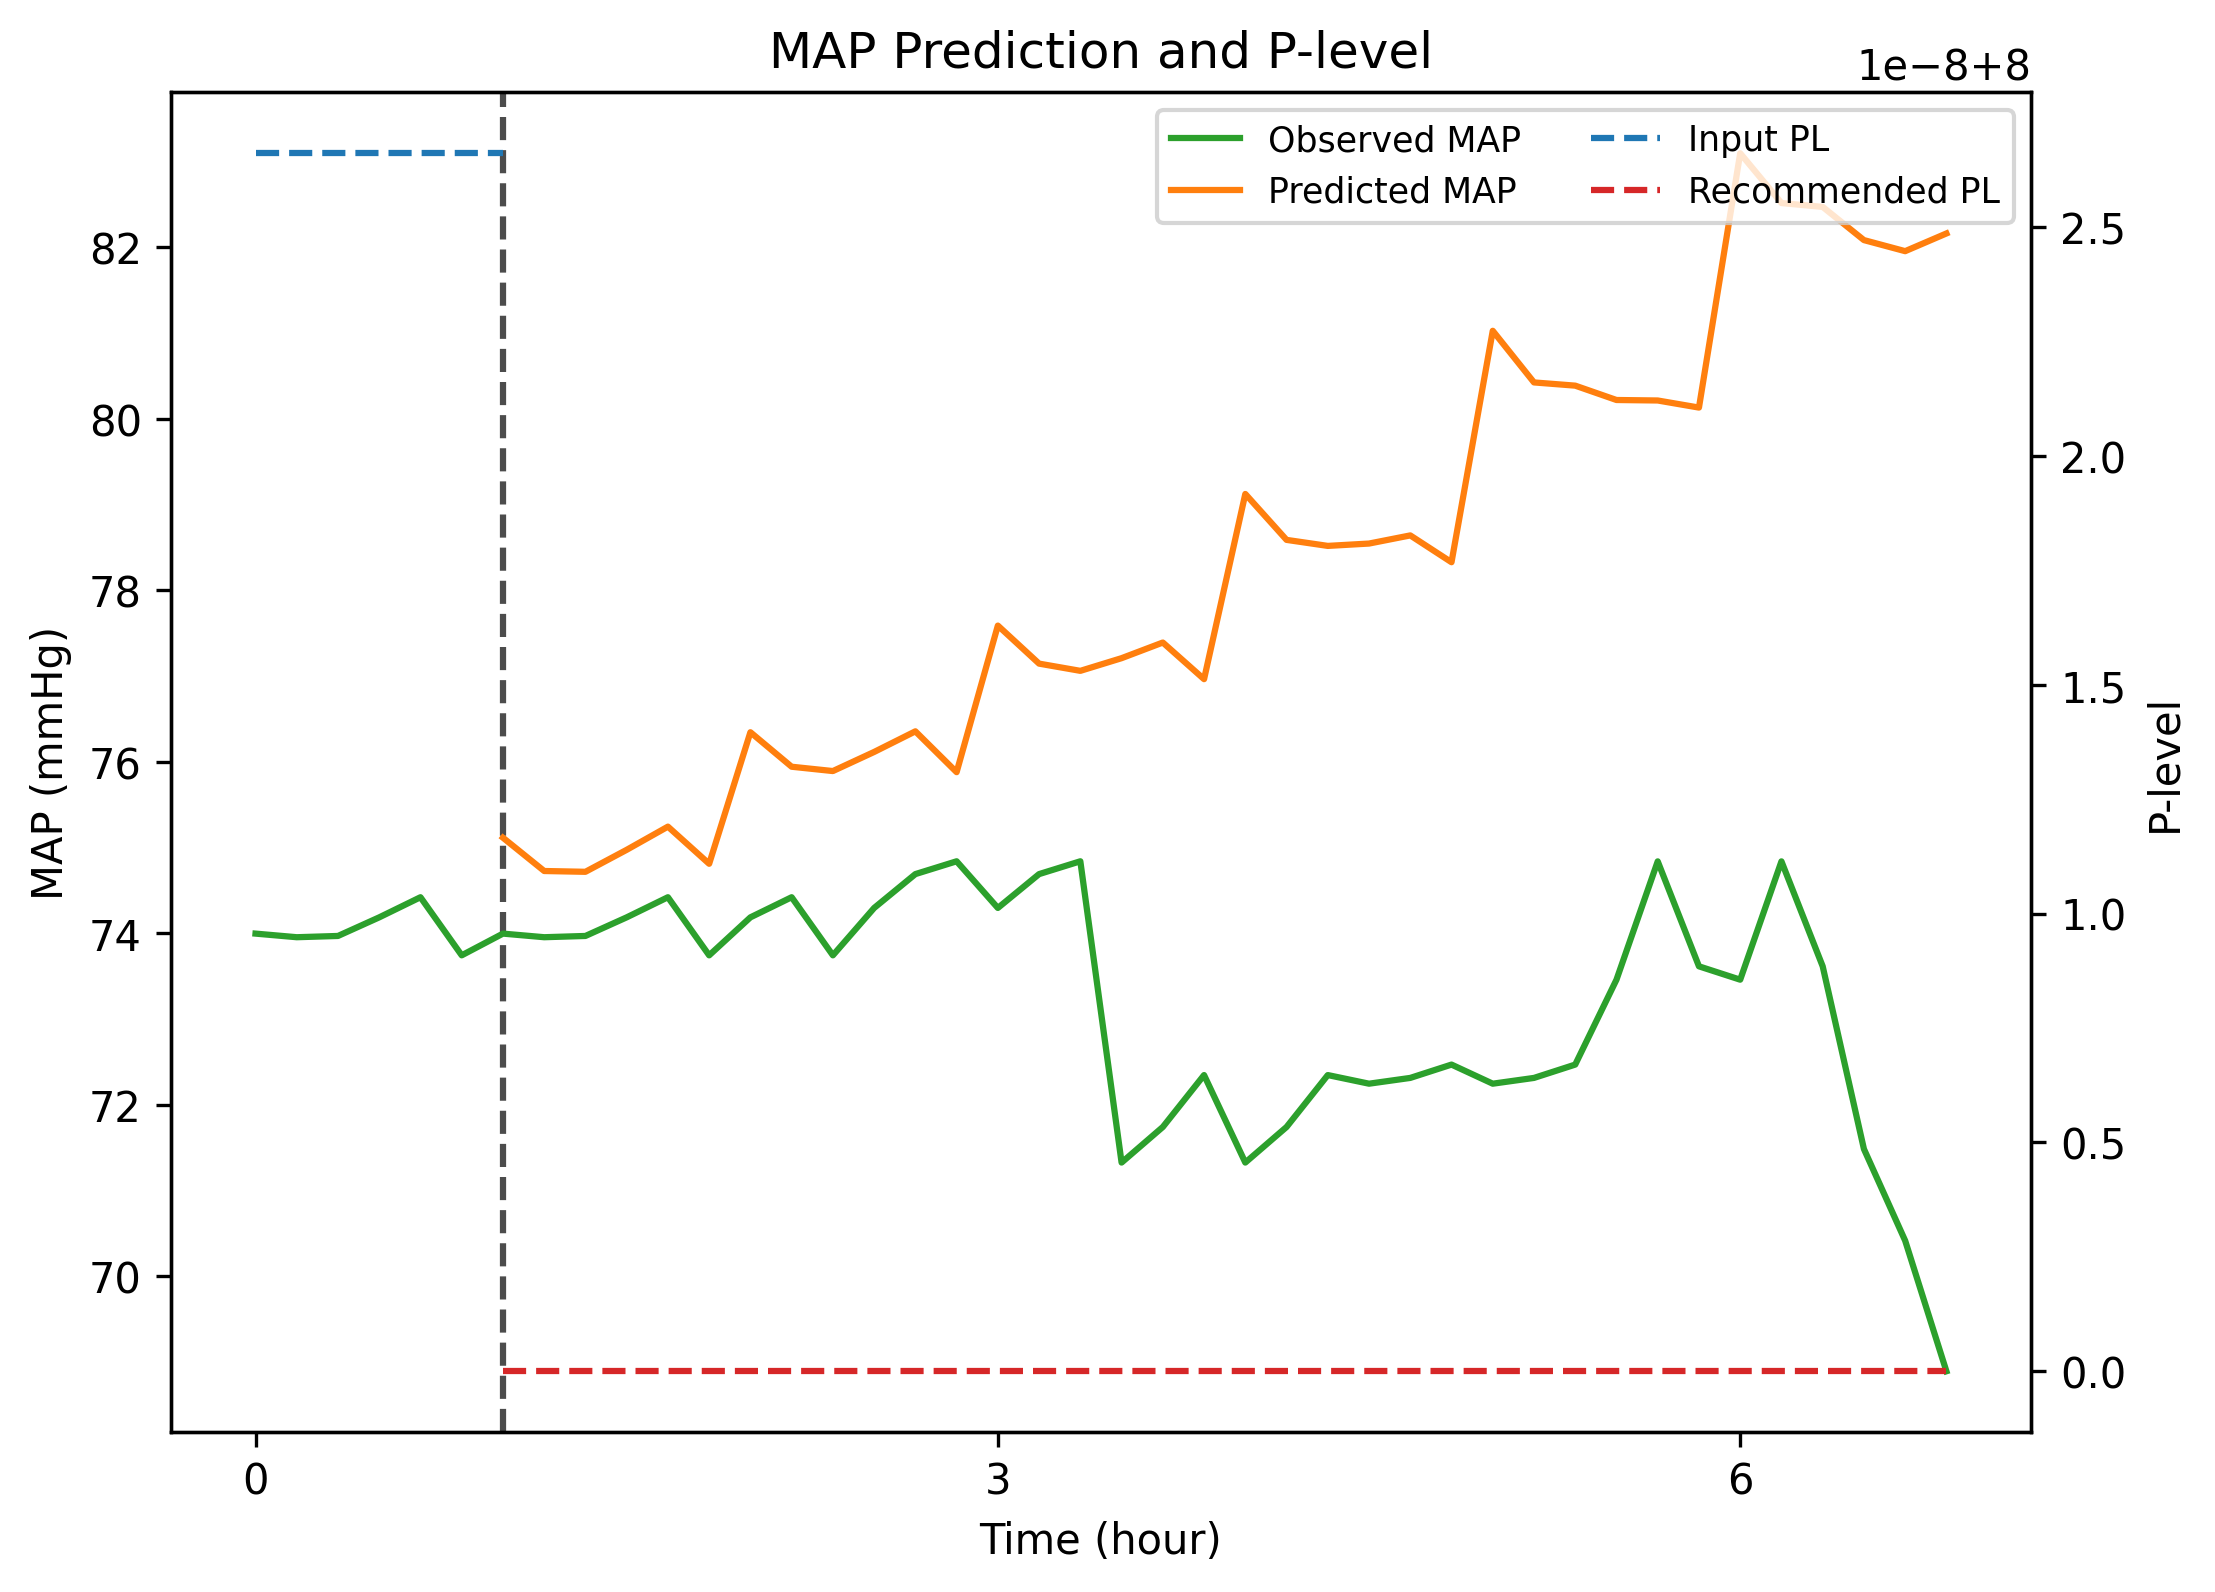 MAP Prediction and P-level
1e−8+8
Observed MAP
Predicted MAP
Input PL
Recommended PL
MAP (mmHg)
82
80
78
76
74
72
70
P-level
2.5
2.0
1.5
1.0
0.5
0.0
0 3 6
Time (hour)